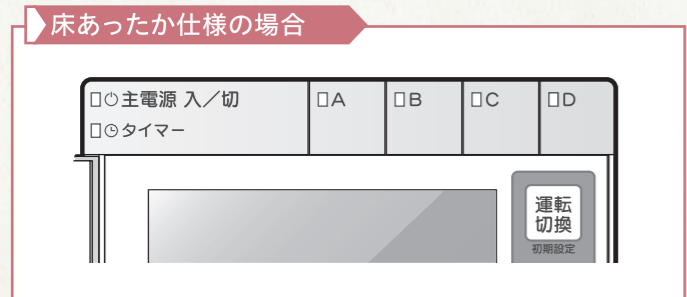 床あったか仕様の場合
主電源 入／切
A
B
C
D
タイマー
運転
切換
初期設定